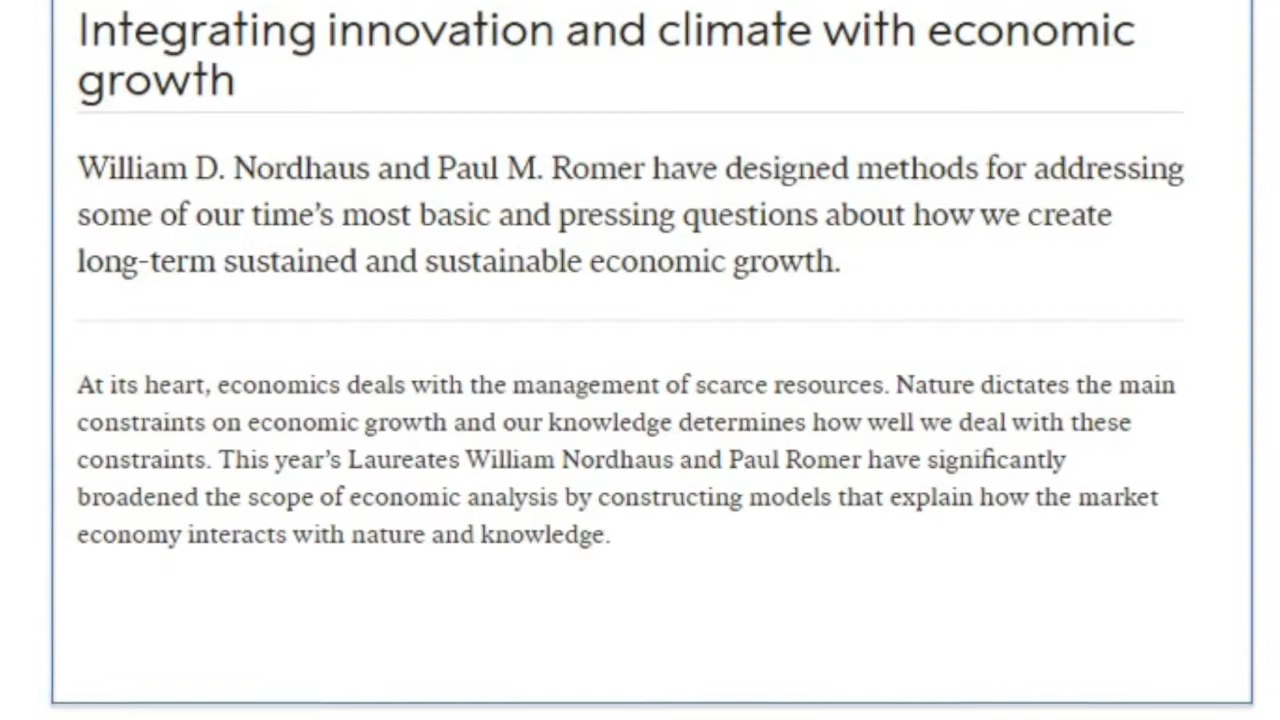 Integrating innovation and climate with economic
growth
William D. Nordhaus and Paul M. Romer have designed methods for addressing
some of our time’s most basic and pressing questions about how we create
long-term sustained and sustainable economic growth.
At its heart, economics deals with the management of scarce resources. Nature dictates the main
constraints on economic growth and our knowledge determines how well we deal with these
constraints. This year’s Laureates William Nordhaus and Paul Romer have significantly
broadened the scope of economic analysis by constructing models that explain how the market
economy interacts with nature and knowledge.